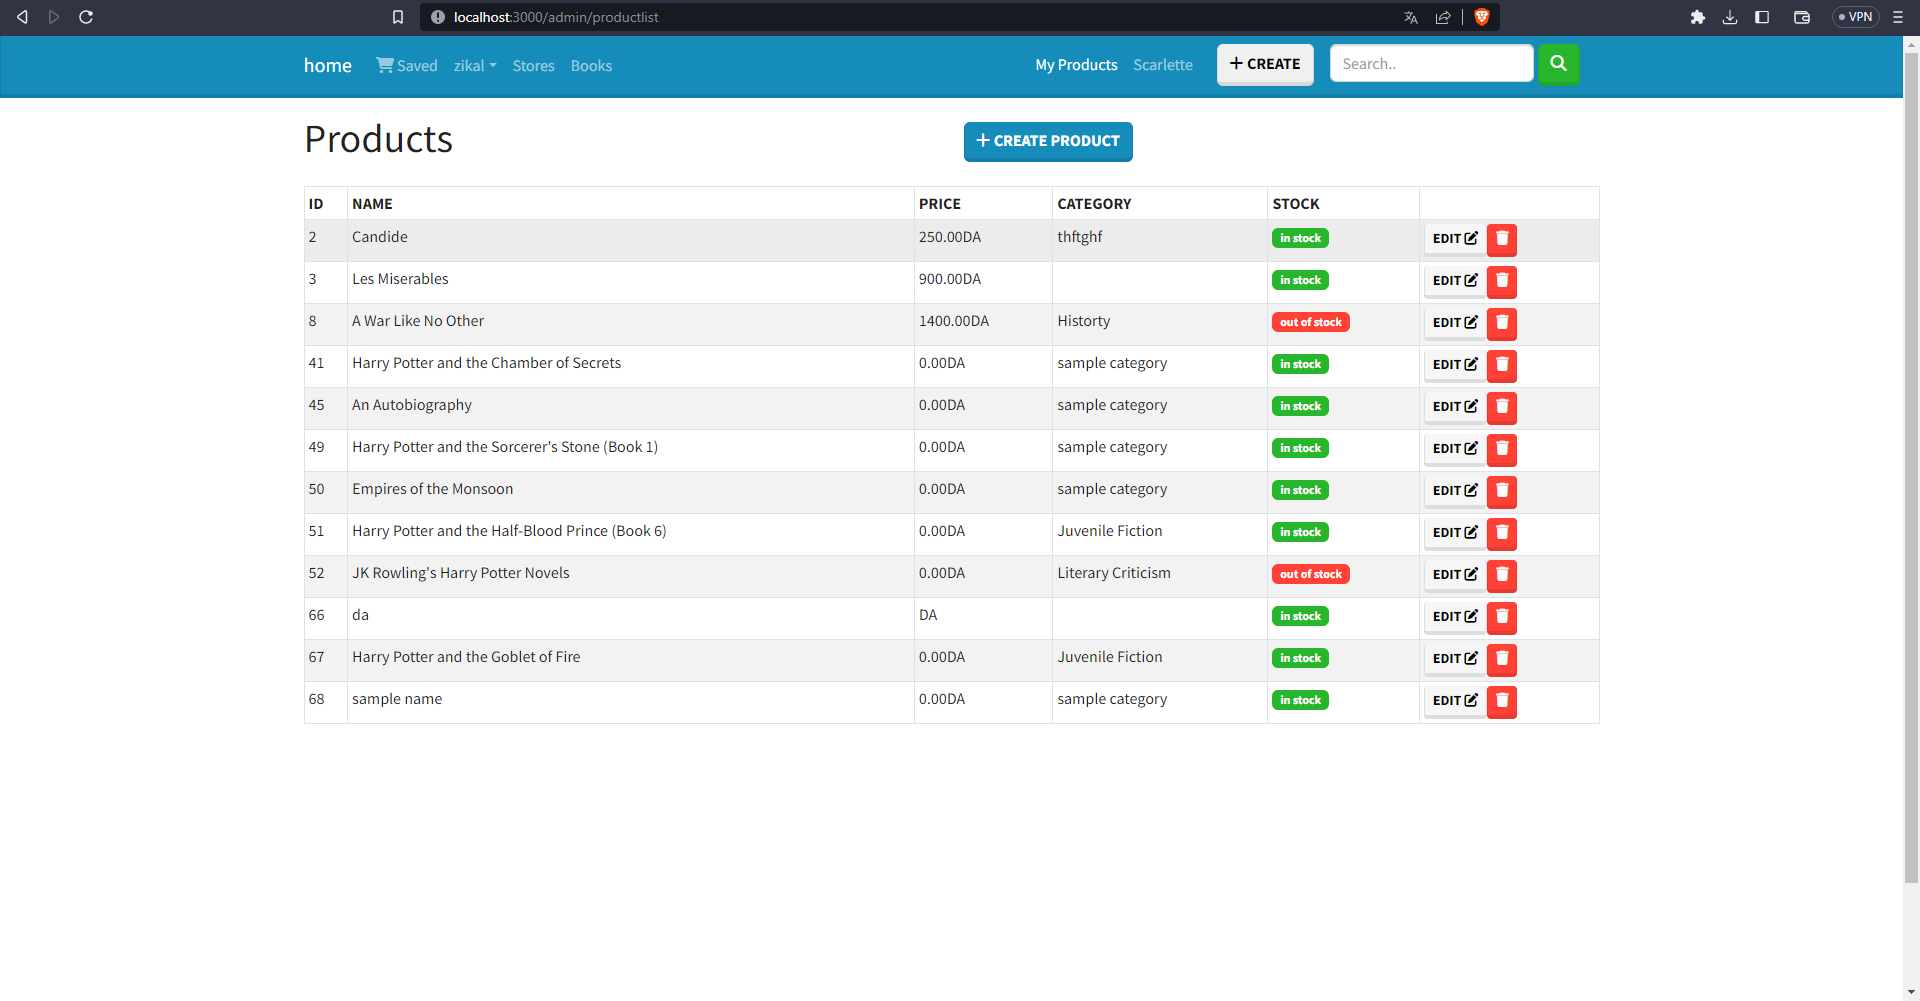 localhost:3000/admin/productlist
VPN
home Saved zikal Stores Books My Products Scarlette + CREATE Search..
Products + CREATE PRODUCT
ID NAME PRICE CATEGORY STOCK
2 Candide 250.00DA thftghf in stock EDIT
3 Les Miserables 900.00DA in stock EDIT
8 A War Like No Other 1400.00DA Historty out of stock EDIT
41 Harry Potter and the Chamber of Secrets 0.00DA sample category in stock EDIT
45 An Autobiography 0.00DA sample category in stock EDIT
49 Harry Potter and the Sorcerer's Stone (Book 1) 0.00DA sample category in stock EDIT
50 Empires of the Monsoon 0.00DA sample category in stock EDIT
51 Harry Potter and the Half-Blood Prince (Book 6) 0.00DA Juvenile Fiction in stock EDIT
52 JK Rowling's Harry Potter Novels 0.00DA Literary Criticism out of stock EDIT
66 da DA in stock EDIT
67 Harry Potter and the Goblet of Fire 0.00DA Juvenile Fiction in stock EDIT
68 sample name 0.00DA sample category in stock EDIT